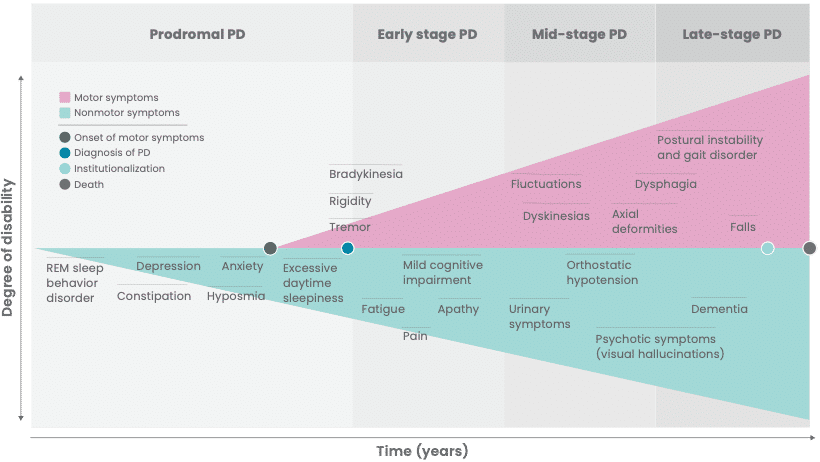 Prodromal PD
Early stage PD
Mid-stage PD
Late-stage PD
Motor symptoms
Nonmotor symptoms
Onset of motor symptoms
Diagnosis of PD
Institutionalization
Death
Degree of disability
Bradykinesia
Rigidity
Tremor
Postural instability
and gait disorder
Fluctuations
Dysphagia
Dyskinesias
Axial
deformities
Falls
REM sleep
behavior
disorder
Depression
Anxiety
Constipation
Hyposmia
Excessive
daytime
sleepiness
Mild cognitive
impairment
Orthostatic
hypotension
Fatigue
Apathy
Urinary
symptoms
Dementia
Pain
Psychotic symptoms
(visual hallucinations)
Time (years)